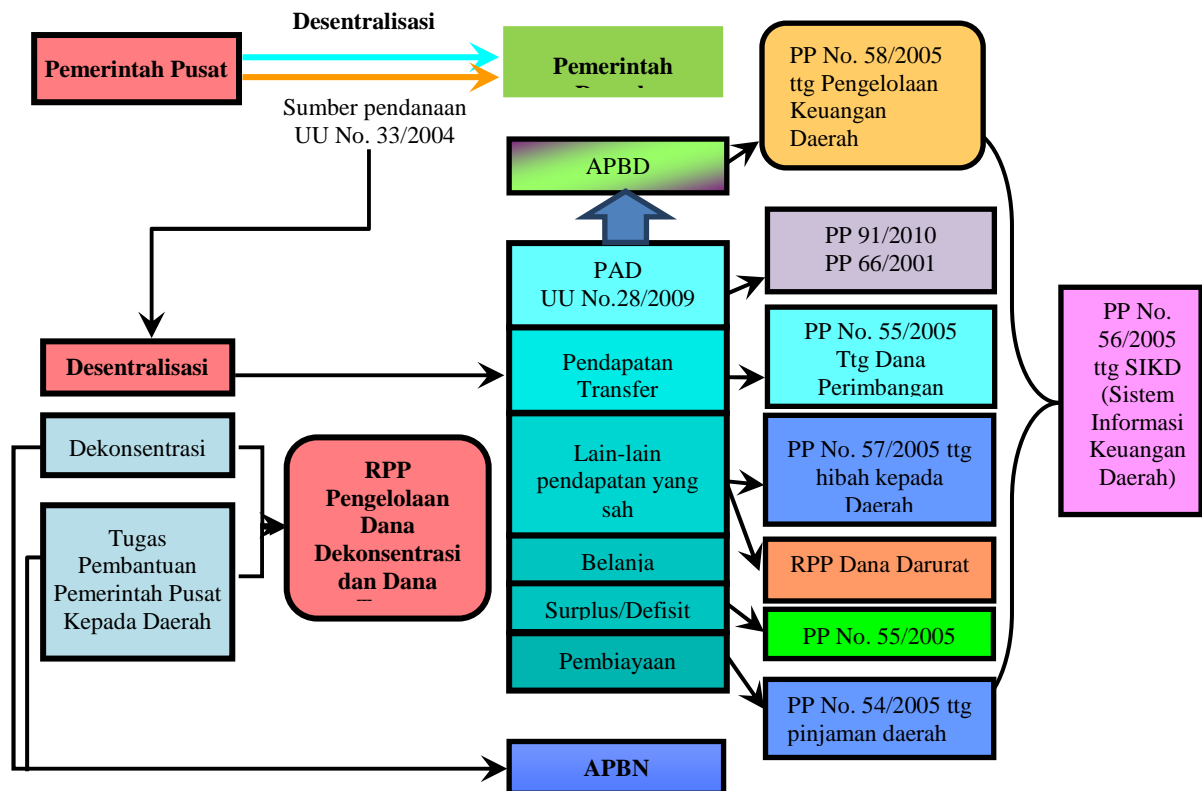 Desentralisasi
Pemerintah Pusat
Pemerintah
Sumber pendanaan
UU No. 33/2004
PP No. 58/2005
ttg Pengelolaan
Keuangan
Daerah
APBD
PAD
UU No.28/2009
PP 91/2010
PP 66/2001
Desentralisasi
Pendapatan
Transfer
PP No. 55/2005
Ttg Dana
Perimbangan
PP No.
56/2005
ttg SIKD
(Sistem
Informasi
Keuangan
Daerah)
Dekonsentrasi
RPP
Pengelolaan
Dana
Dekonsentrasi
dan Dana
Lain-lain
pendapatan yang
sah
PP No. 57/2005 ttg
hibah kepada
Daerah
Tugas
Pembantuan
Pemerintah Pusat
Kepada Daerah
Belanja
RPP Dana Darurat
Surplus/Defisit
PP No. 55/2005
Pembiayaan
PP No. 54/2005 ttg
pinjaman daerah
APBN